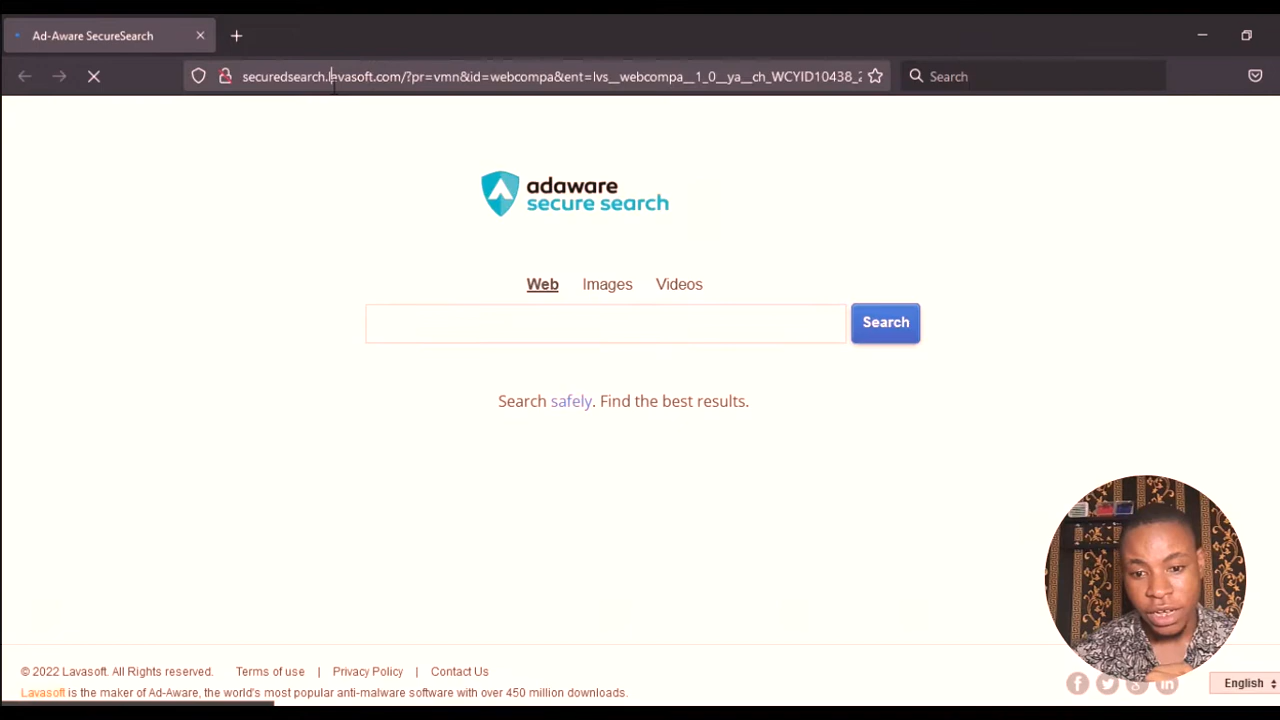 Ad-Aware SecureSearch
securedsearch.lavasoft.com/?pr=vmn&id=webcompa&ent=lvs__webcompa__1_0__ya__ch_WCYID10438_2
Search
adaware
secure search
Web Images Videos
Search
Search safely. Find the best results.
© 2022 Lavasoft. All Rights reserved. Terms of use | Privacy Policy | Contact Us
Lavasoft is the maker of Ad-Aware, the world's most popular anti-malware software with over 450 million downloads.
English